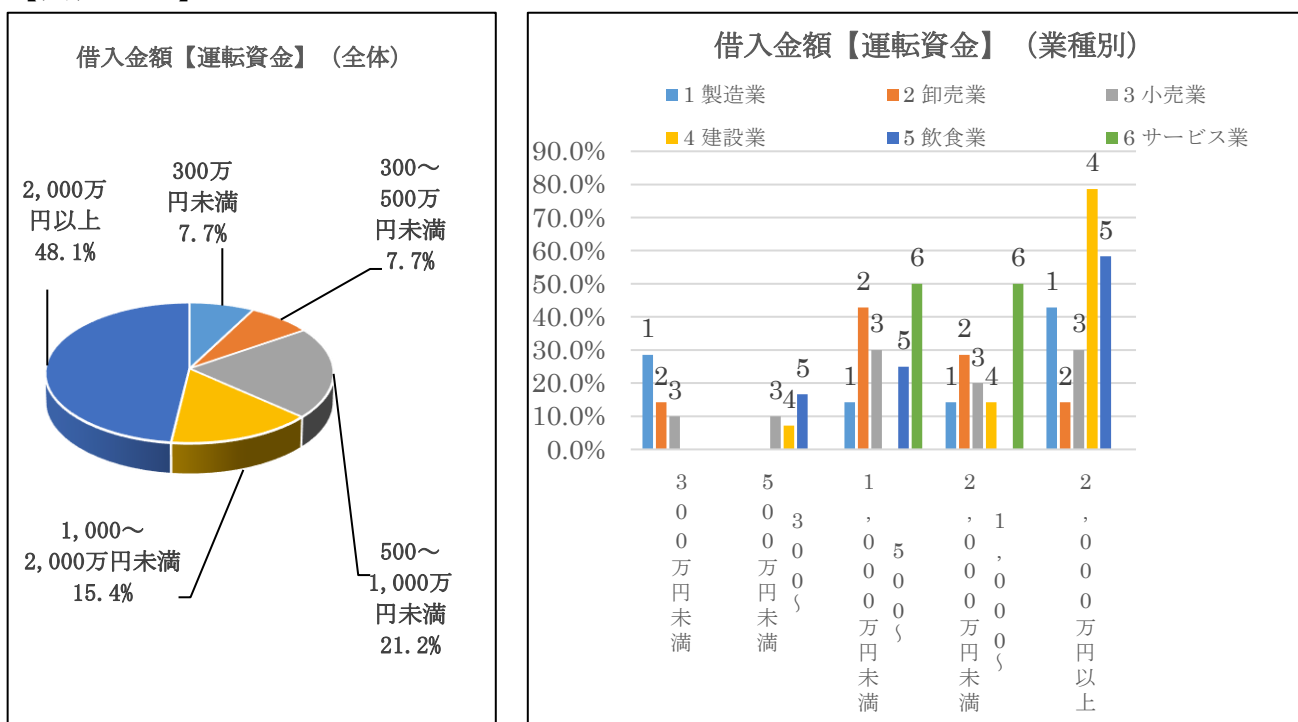 借入金額【運転資金】（全体）
300万
円未満
7.7%
300～
500万
円未満
7.7%
2,000万
円以上
48.1%
1,000～
2,000万円未満
15.4%
500～
1,000万
円未満
21.2%
借入金額【運転資金】（業種別）
1 製造業
2 卸売業
3 小売業
4 建設業
5 飲食業
6 サービス業
90.0%
80.0%
70.0%
60.0%
50.0%
40.0%
30.0%
20.0%
10.0%
0.0%
1
2
3
3
4
5
1
2
3
5
6
1
2
3
4
6
1
2
3
4
5
300万円未満
300～
500万円未満
500～
1,000万円未満
1,000～
2,000万円未満
2,000万円以上